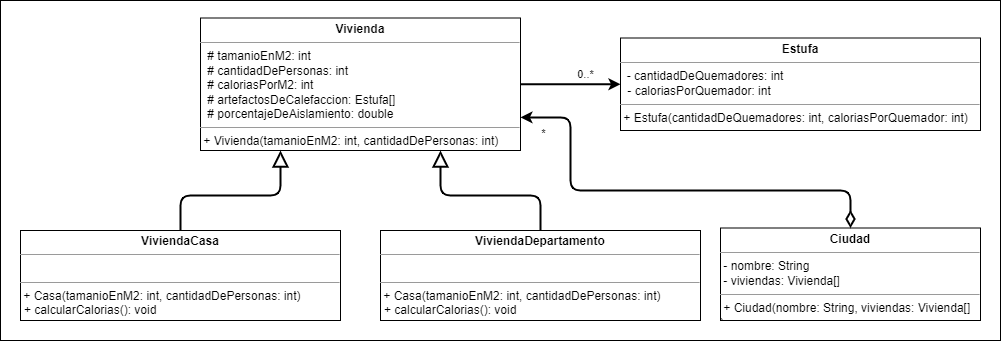 Vivienda
# tamanioEnM2: int
# cantidadDePersonas: int
# caloriasPorM2: int
# artefactosDeCalefaccion: Estufa[]
# porcentajeDeAislamiento: double
+ Vivienda(tamanioEnM2: int, cantidadDePersonas: int)
0..*
Estufa
- cantidadDeQuemadores: int
- caloriasPorQuemador: int
+ Estufa(cantidadDeQuemadores: int, caloriasPorQuemador: int)
*
ViviendaCasa
+ Casa(tamanioEnM2: int, cantidadDePersonas: int)
+ calcularCalorias(): void
ViviendaDepartamento
+ Casa(tamanioEnM2: int, cantidadDePersonas: int)
+ calcularCalorias(): void
Ciudad
- nombre: String
- viviendas: Vivienda[]
+ Ciudad(nombre: String, viviendas: Vivienda[]